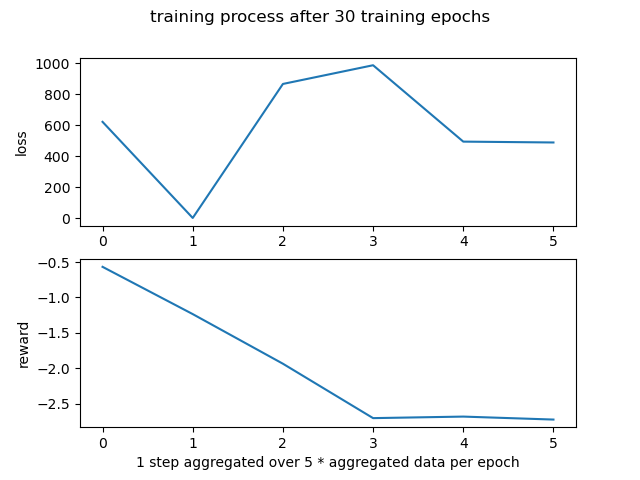 training process after 30 training epochs
1000
800
600
400
200
0
loss
0 1 2 3 4 5
−0.5
−1.0
−1.5
−2.0
−2.5
reward
0 1 2 3 4 5
1 step aggregated over 5 * aggregated data per epoch